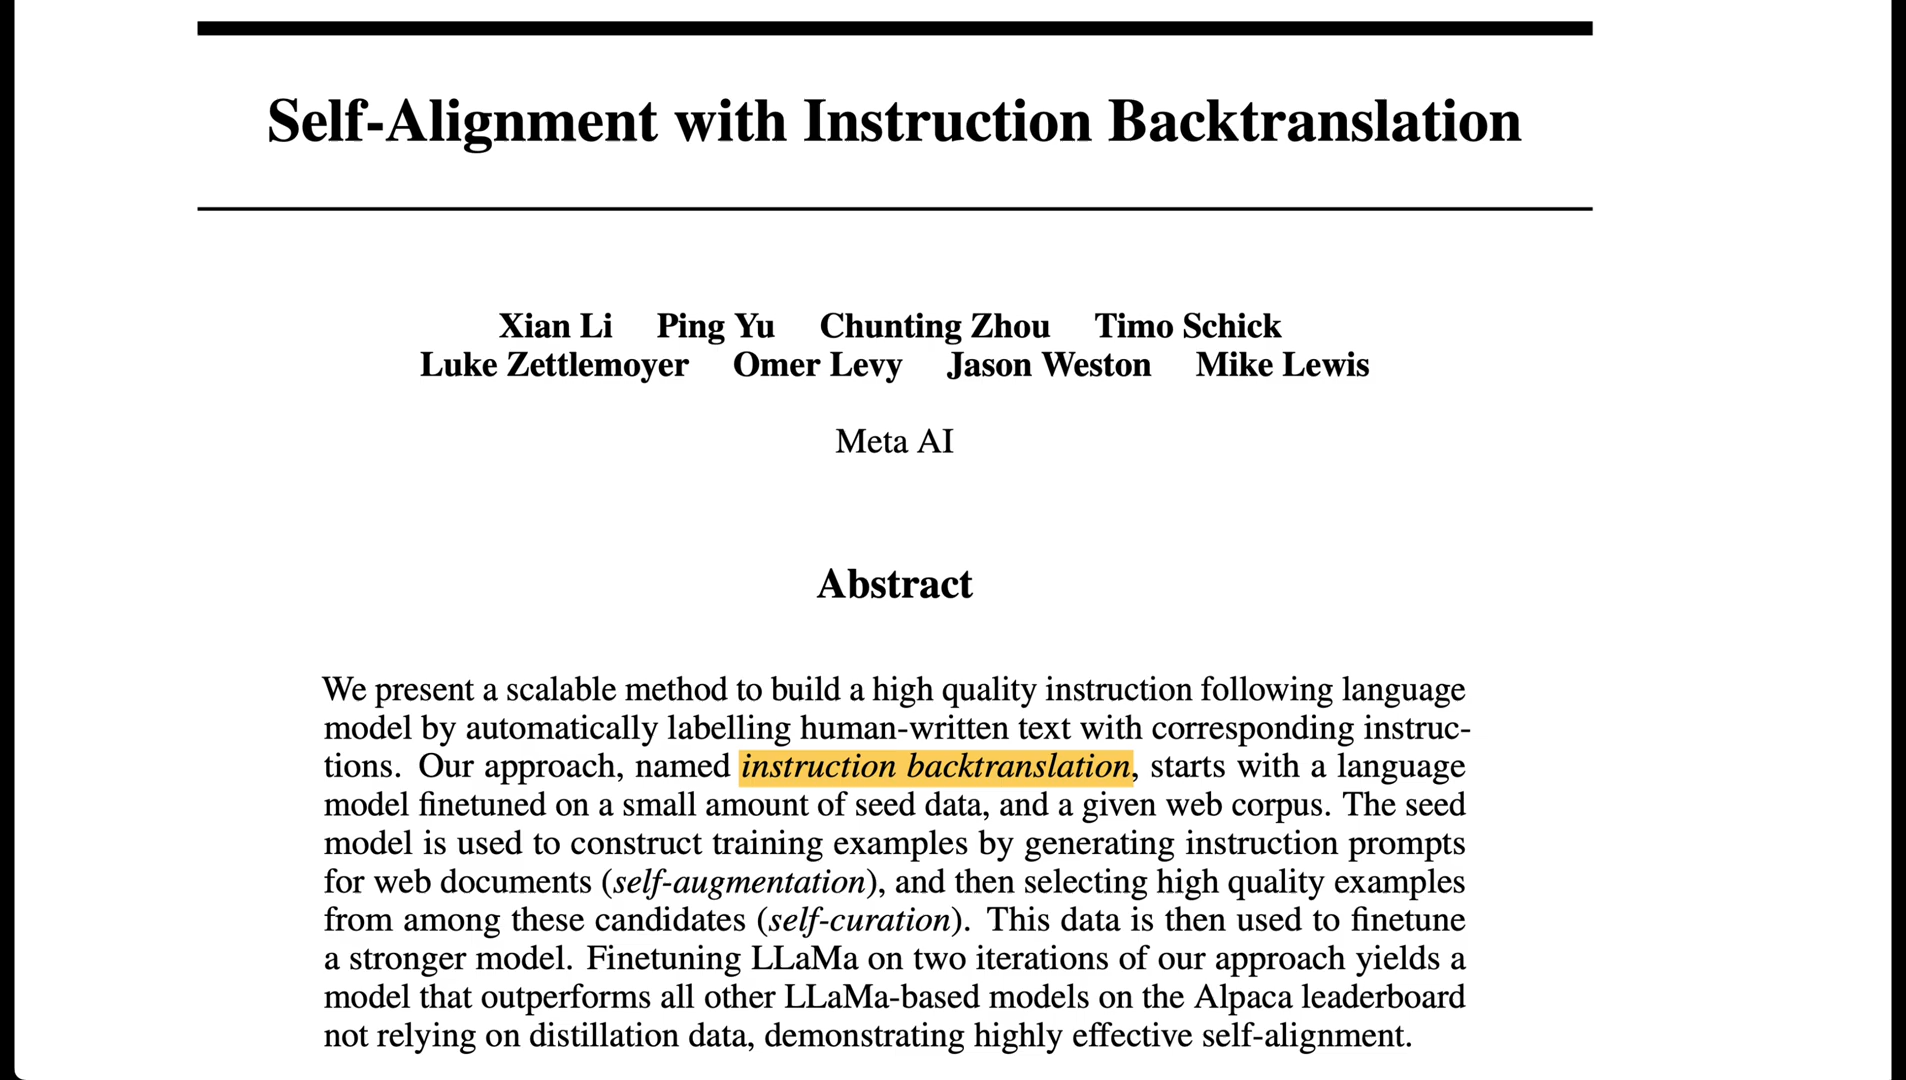 Self-Alignment with Instruction Backtranslation
Xian Li Ping Yu Chunting Zhou Timo Schick
Luke Zettlemoyer Omer Levy Jason Weston Mike Lewis
Meta AI
Abstract
We present a scalable method to build a high quality instruction following language
model by automatically labelling human-written text with corresponding instruc-
tions. Our approach, named instruction backtranslation, starts with a language
model finetuned on a small amount of seed data, and a given web corpus. The seed
model is used to construct training examples by generating instruction prompts
for web documents (self-augmentation), and then selecting high quality examples
from among these candidates (self-curation). This data is then used to finetune
a stronger model. Finetuning LLaMa on two iterations of our approach yields a
model that outperforms all other LLaMa-based models on the Alpaca leaderboard
not relying on distillation data, demonstrating highly effective self-alignment.